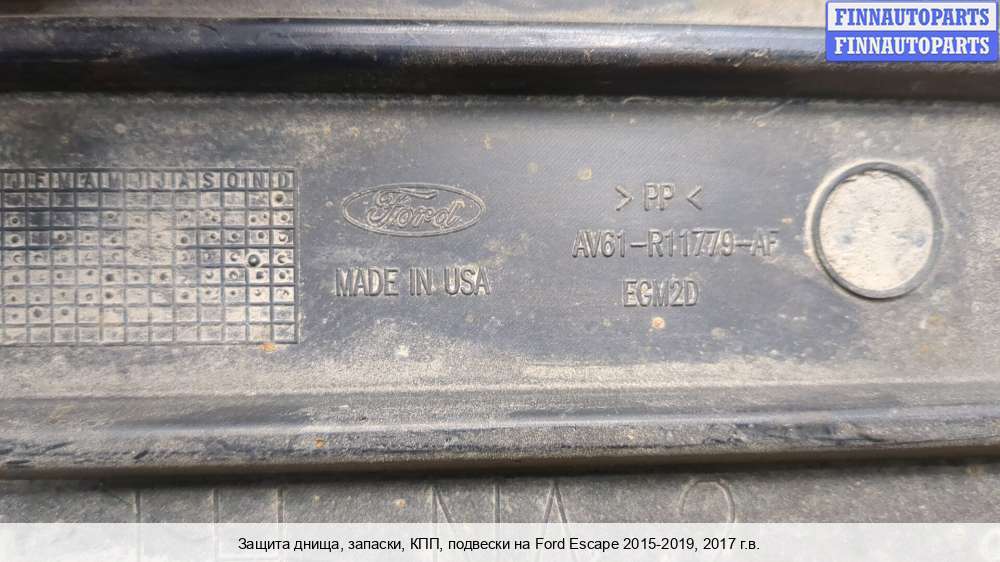 FINNAUTOPARTS
FINNAUTOPARTS
J F M A M J J A S O N D
Ford
> PP <
AV61-R11779-AF
MADE IN USA
EGM2D
Защита днища, запаски, КПП, подвески на Ford Escape 2015-2019, 2017 г.в.